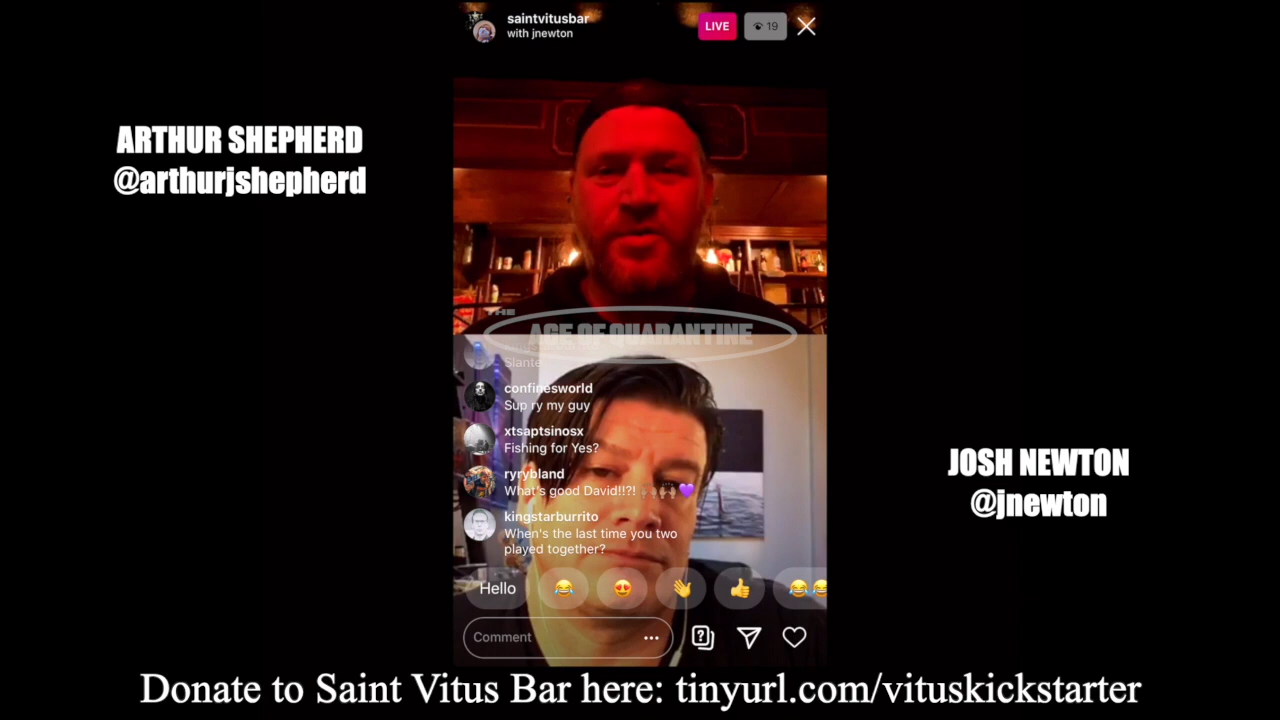 saintvitusbar
with jnewton
LIVE
19
ARTHUR SHEPHERD
@arthurjshepherd
THE
AGE OF QUARANTINE
Slante
confinesworld
Sup ry my guy
xtsaptsinosx
Fishing for Yes?
ryrybland
What's good David!!?! 🙌🏽🙌🏽💜
kingstarburrito
When's the last time you two
played together?
JOSH NEWTON
@jnewton
Hello 😂 😍 👋 👍 😂😂
Comment
Donate to Saint Vitus Bar here: tinyurl.com/vituskickstarter